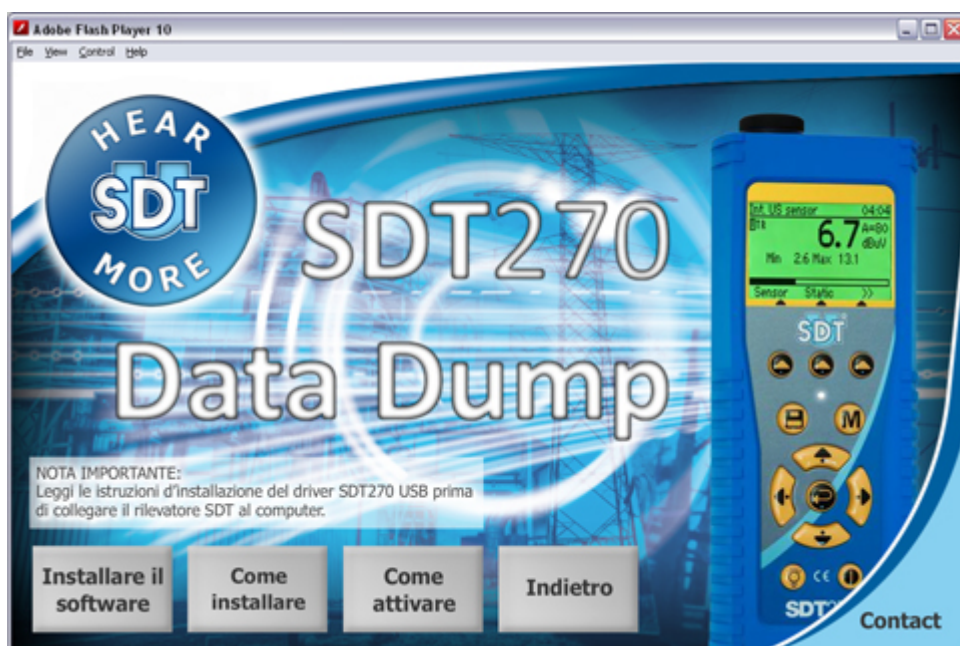 Adobe Flash Player 10
File View Control Help
HEAR
SDT
MORE
SDT270
Data Dump
Int. US sensor 04:04
6.7 A=80
dBµV
Min 2.6 Max 13.1
Sensor Static >>
SDT
M
NOTA IMPORTANTE:
Leggi le istruzioni d'installazione del driver SDT270 USB prima
di collegare il rilevatore SDT al computer.
Installare il
software
Come
installare
Come
attivare
Indietro
CE
SDT
Contact